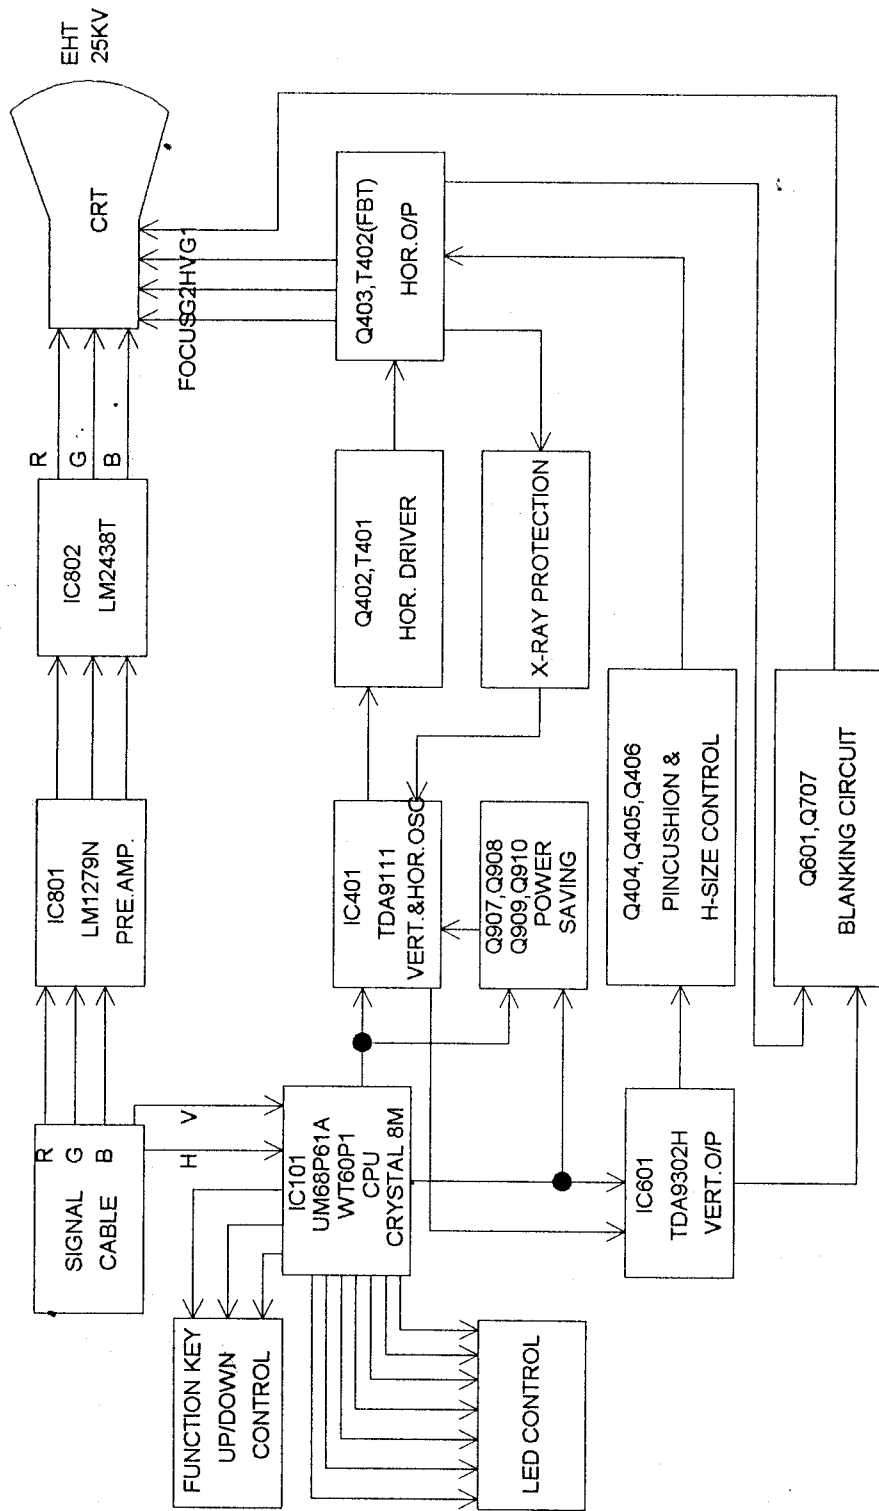 SIGNAL
CABLE
R
G
B
H
V
IC801
LM1279N
PRE.AMP.
IC802
LM2438T
R
G
B
CRT
EHT
25KV
FOCUS
G2
HV
G1
FUNCTION KEY
UP/DOWN
CONTROL
IC101
UM68P61A
WT60P1
CPU
CRYSTAL 8M
IC401
TDA9111
VERT.&HOR.OSC
Q402,T401
HOR. DRIVER
Q403,T402(FBT)
HOR.O/P
LED CONTROL
Q907,Q908
Q909,Q910
POWER
SAVING
X-RAY PROTECTION
IC601
TDA9302H
VERT.O/P
Q404,Q405,Q406
PINCUSHION &
H-SIZE CONTROL
Q601,Q707
BLANKING CIRCUIT